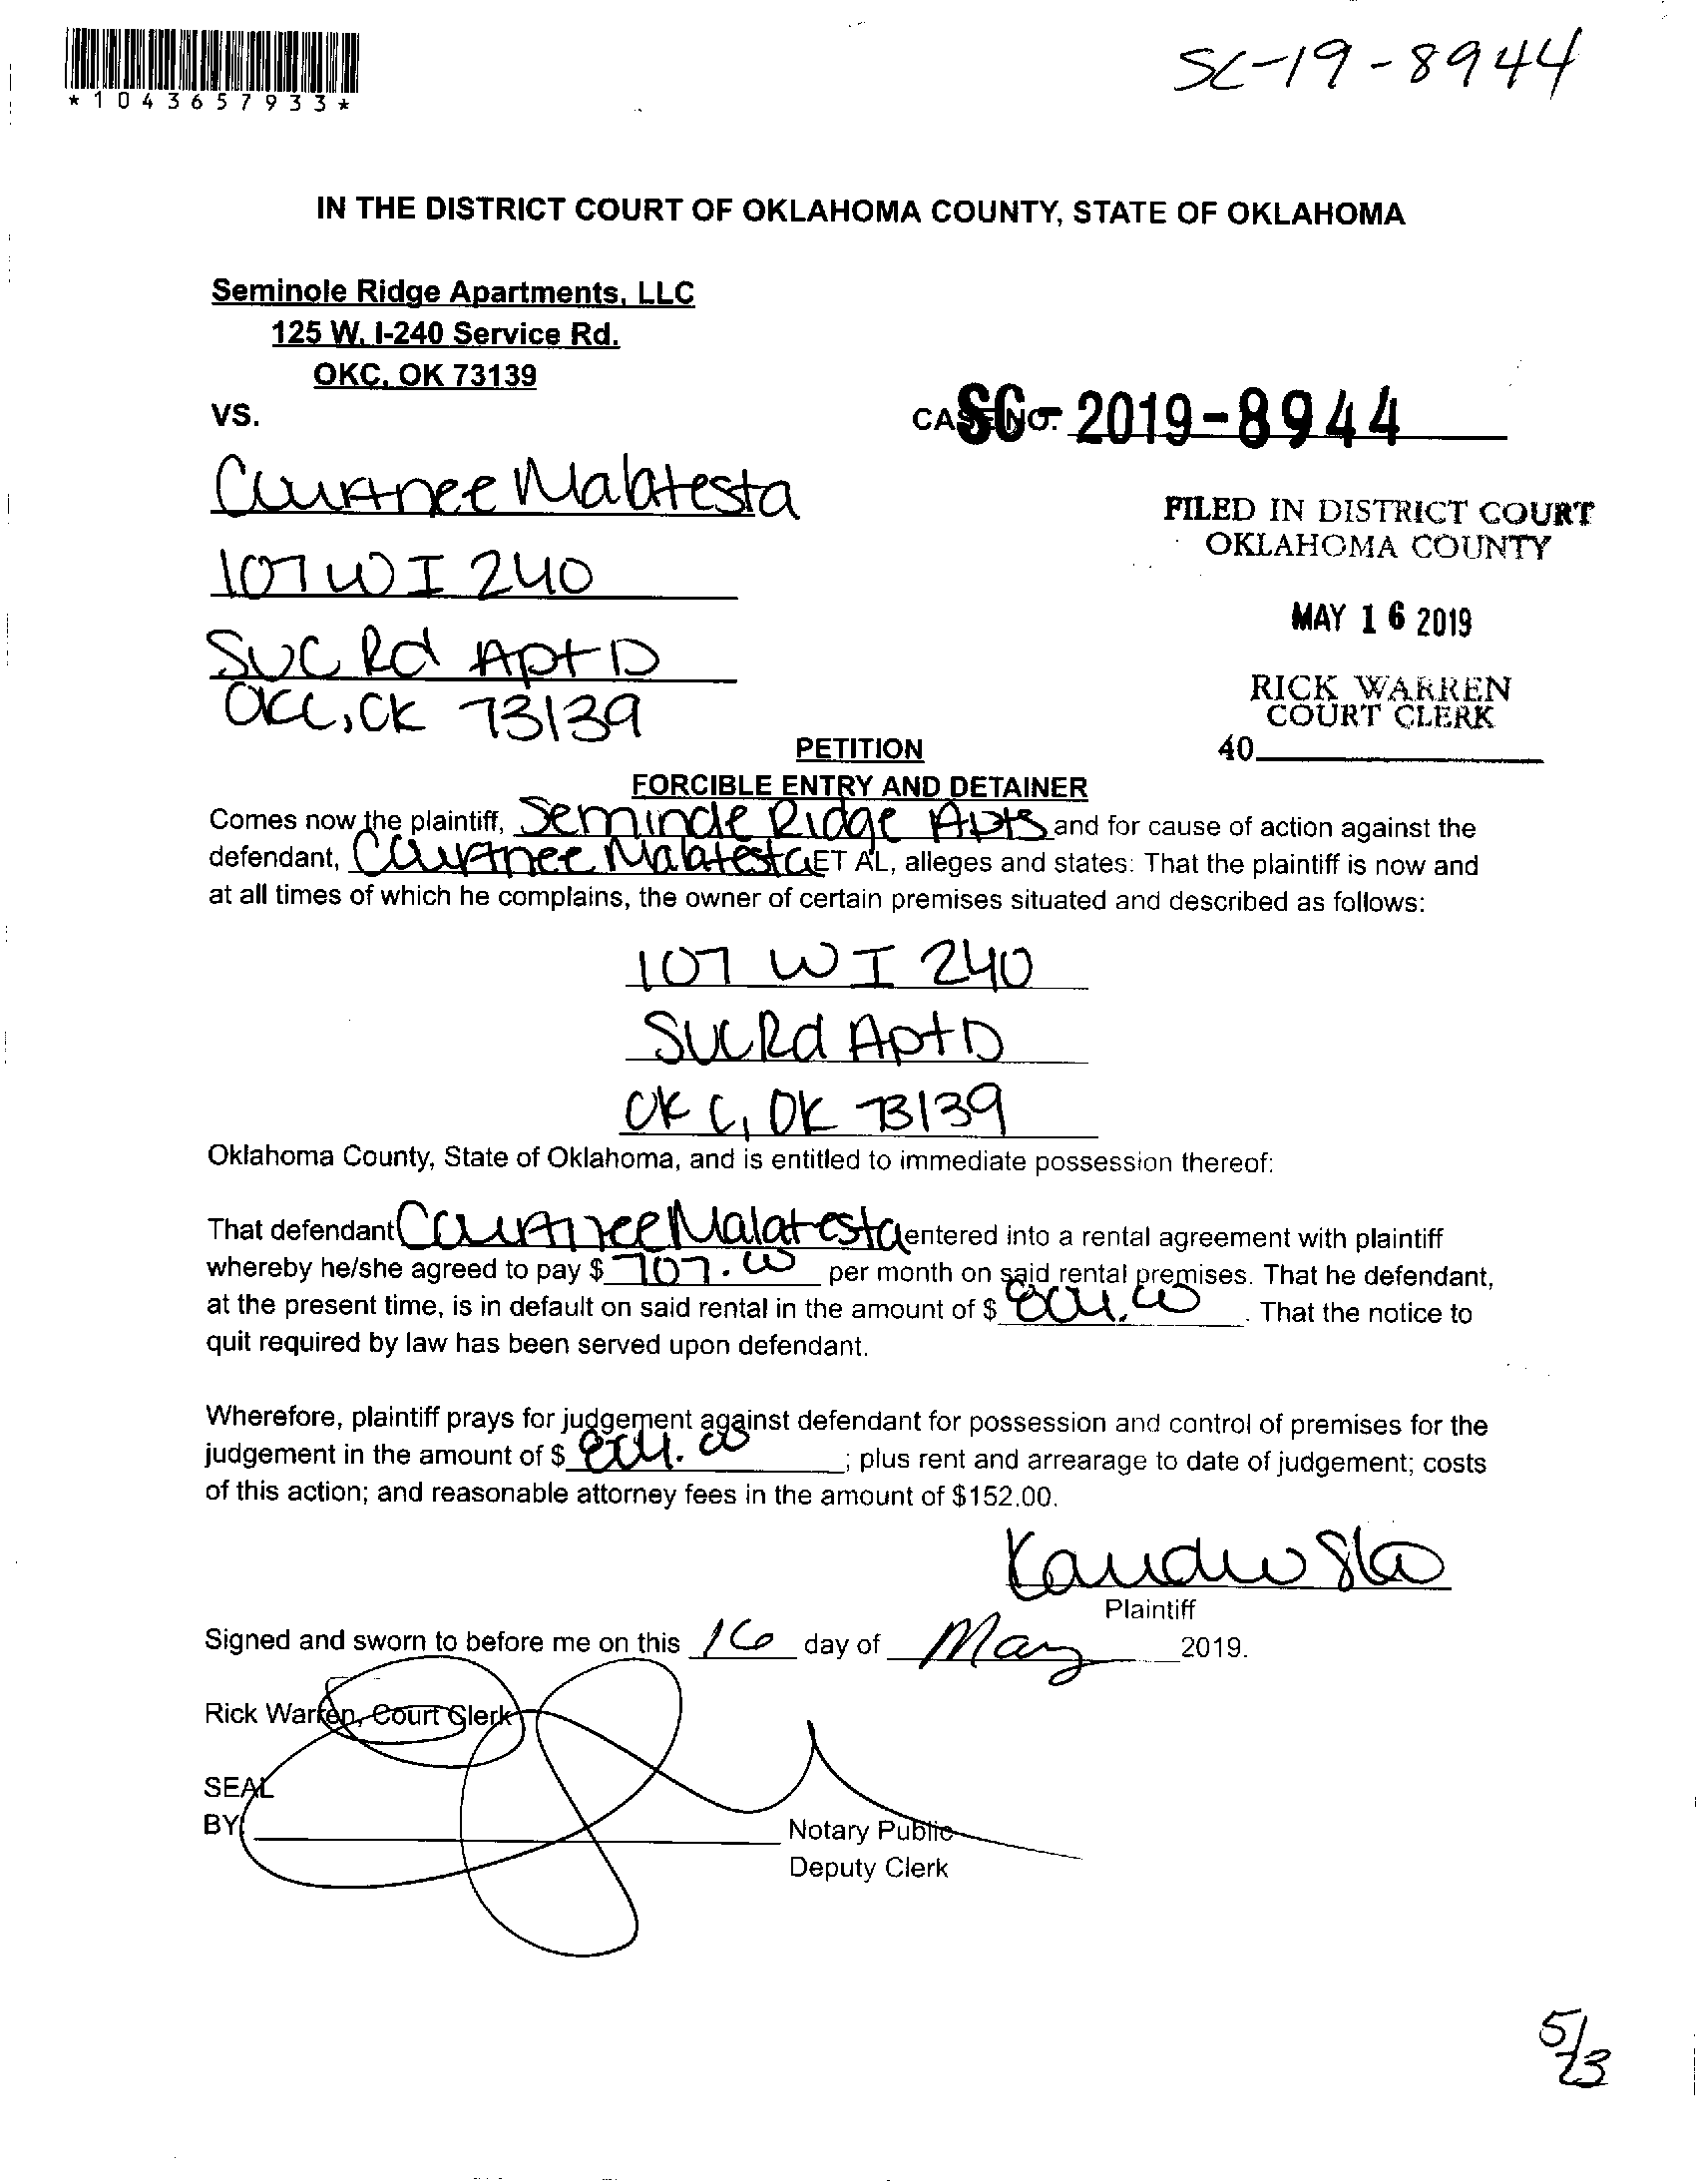 *1043657933*
SC-19-8944
IN THE DISTRICT COURT OF OKLAHOMA COUNTY, STATE OF OKLAHOMA
Seminole Ridge Apartments, LLC
125 W. I-240 Service Rd.
OKC, OK 73139
VS.
CASE NO. SC-2019-8944
Courtnee Malatesta
107 W I 240
SVC Rd Apt D
OKC, OK 73139
FILED IN DISTRICT COURT
OKLAHOMA COUNTY
MAY 16 2019
RICK WARREN
COURT CLERK
40
PETITION
FORCIBLE ENTRY AND DETAINER
Comes now the plaintiff, Seminole Ridge Apts and for cause of action against the
defendant, Courtnee Malatesta ET AL, alleges and states: That the plaintiff is now and
at all times of which he complains, the owner of certain premises situated and described as follows:
107 W I 240
SVC Rd Apt D
OKC, OK 73139
Oklahoma County, State of Oklahoma, and is entitled to immediate possession thereof:
That defendant Courtnee Malatesta entered into a rental agreement with plaintiff
whereby he/she agreed to pay $ 707.00 per month on said rental premises. That he defendant,
at the present time, is in default on said rental in the amount of $ . That the notice to
quit required by law has been served upon defendant.
Wherefore, plaintiff prays for judgement against defendant for possession and control of premises for the
judgement in the amount of $ ; plus rent and arrearage to date of judgement; costs
of this action; and reasonable attorney fees in the amount of $152.00.
Plaintiff
Signed and sworn to before me on this 16 day of May 2019.
Rick Warren, Court Clerk
SEAL
BY
Notary Public
Deputy Clerk
5/23